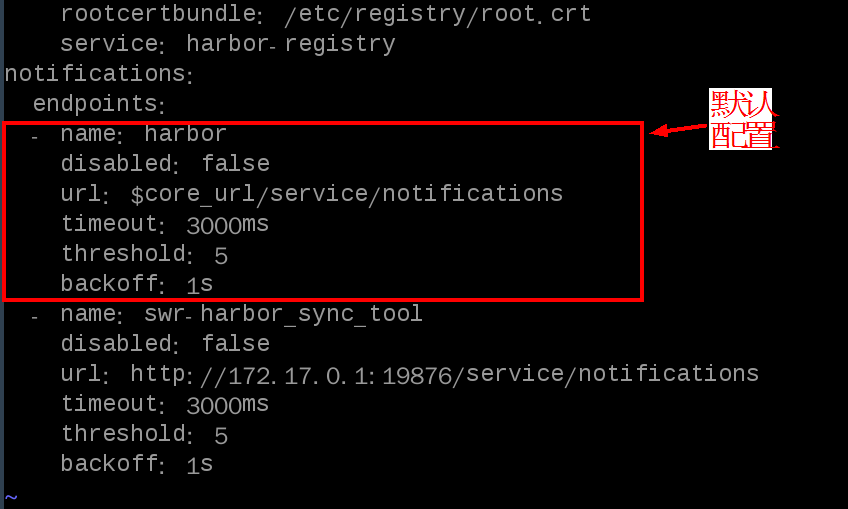 rootcertbundle: /etc/registry/root.crt
    service: harbor-registry
notifications:
  endpoints:
  - name: harbor
    disabled: false
    url: $core_url/service/notifications
    timeout: 3000ms
    threshold: 5
    backoff: 1s
  - name: swr-harbor_sync_tool
    disabled: false
    url: http://172.17.0.1:19876/service/notifications
    timeout: 3000ms
    threshold: 5
    backoff: 1s
~
默认
配置